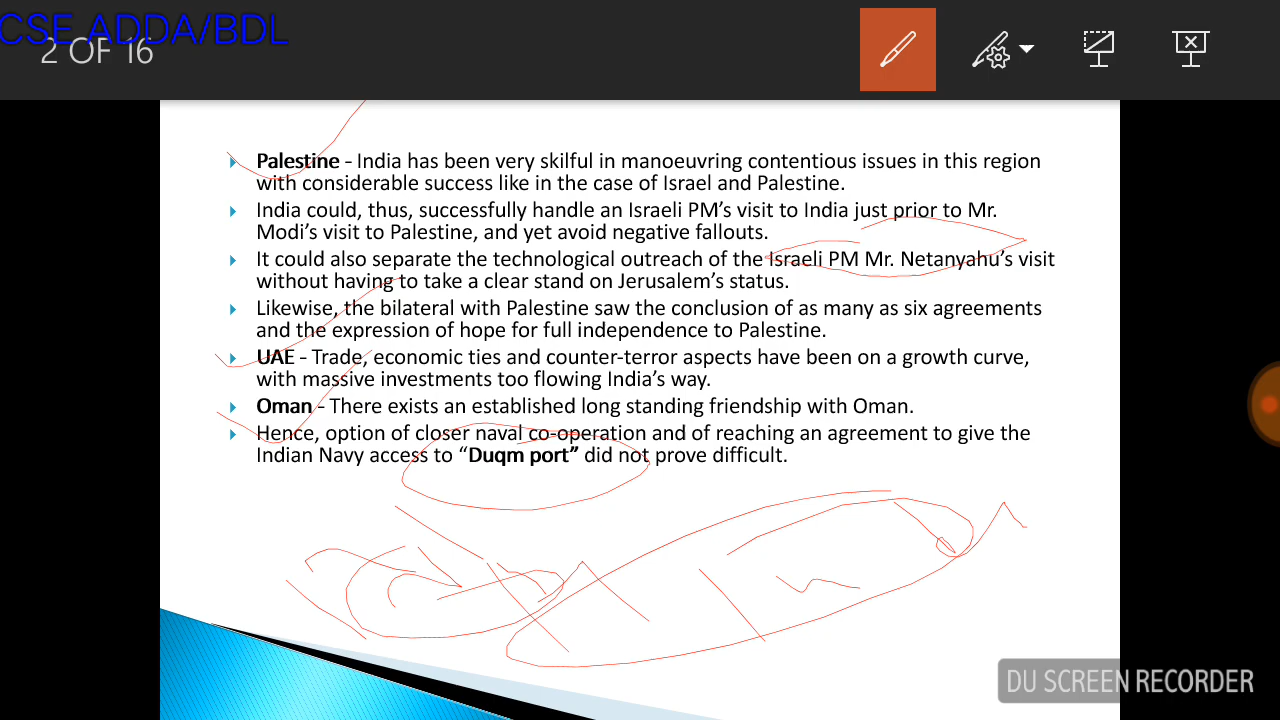 CSE ADDA/BDL
2 OF 16
Palestine - India has been very skilful in manoeuvring contentious issues in this region
with considerable success like in the case of Israel and Palestine.
India could, thus, successfully handle an Israeli PM's visit to India just prior to Mr.
Modi's visit to Palestine, and yet avoid negative fallouts.
It could also separate the technological outreach of the Israeli PM Mr. Netanyahu's visit
without having to take a clear stand on Jerusalem's status.
Likewise, the bilateral with Palestine saw the conclusion of as many as six agreements
and the expression of hope for full independence to Palestine.
UAE - Trade, economic ties and counter-terror aspects have been on a growth curve,
with massive investments too flowing India's way.
Oman - There exists an established long standing friendship with Oman.
Hence, option of closer naval co-operation and of reaching an agreement to give the
Indian Navy access to “Duqm port” did not prove difficult.
DU SCREEN RECORDER